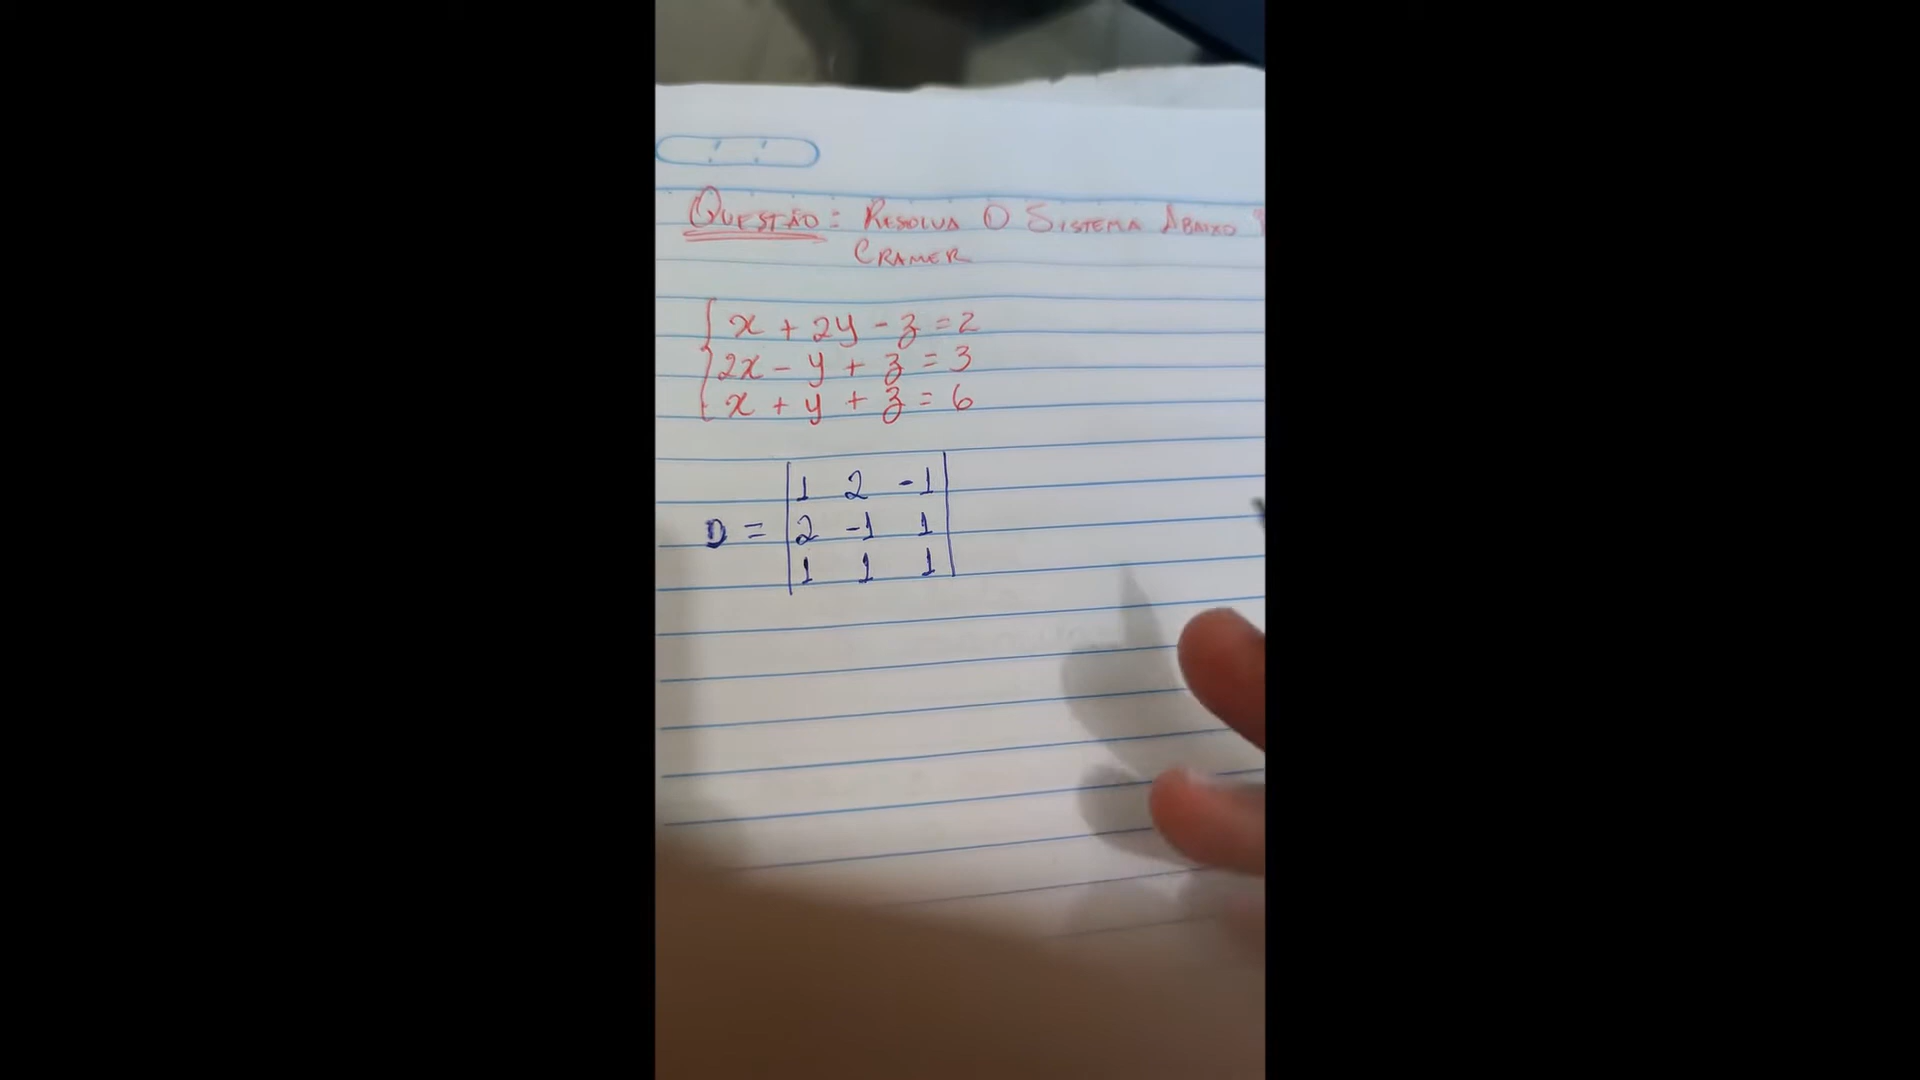 Questão: Resolva O Sistema Abaixo
Cramer
x + 2y - z = 2
2x - y + z = 3
x + y + z = 6
1 2 -1
D = 2 -1 1
1 1 1